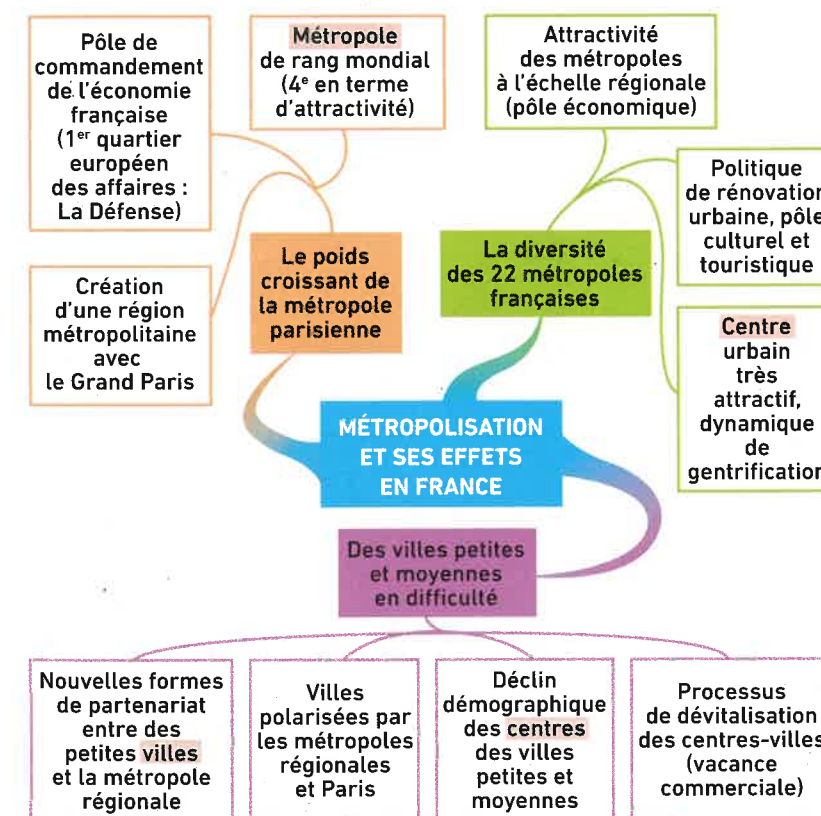 Pôle de
commandement
de l'économie
française
(1er quartier
européen
des affaires :
La Défense)
Métropole
de rang mondial
(4e en terme
d'attractivité)
Création
d'une région
métropolitaine
avec
le Grand Paris
Le poids
croissant de
la métropole
parisienne
Attractivité
des métropoles
à l'échelle régionale
(pôle économique)
La diversité
des 22 métropoles
françaises
Politique
de rénovation
urbaine, pôle
culturel et
touristique
Centre
urbain
très
attractif,
dynamique
de
gentrification
MÉTROPOLISATION
ET SES EFFETS
EN FRANCE
Des villes petites
et moyennes
en difficulté
Nouvelles formes
de partenariat
entre des
petites villes
et la métropole
régionale
Villes
polarisées par
les métropoles
régionales
et Paris
Déclin
démographique
des centres
des villes
petites et
moyennes
Processus
de dévitalisation
des centres-villes
(vacance
commerciale)